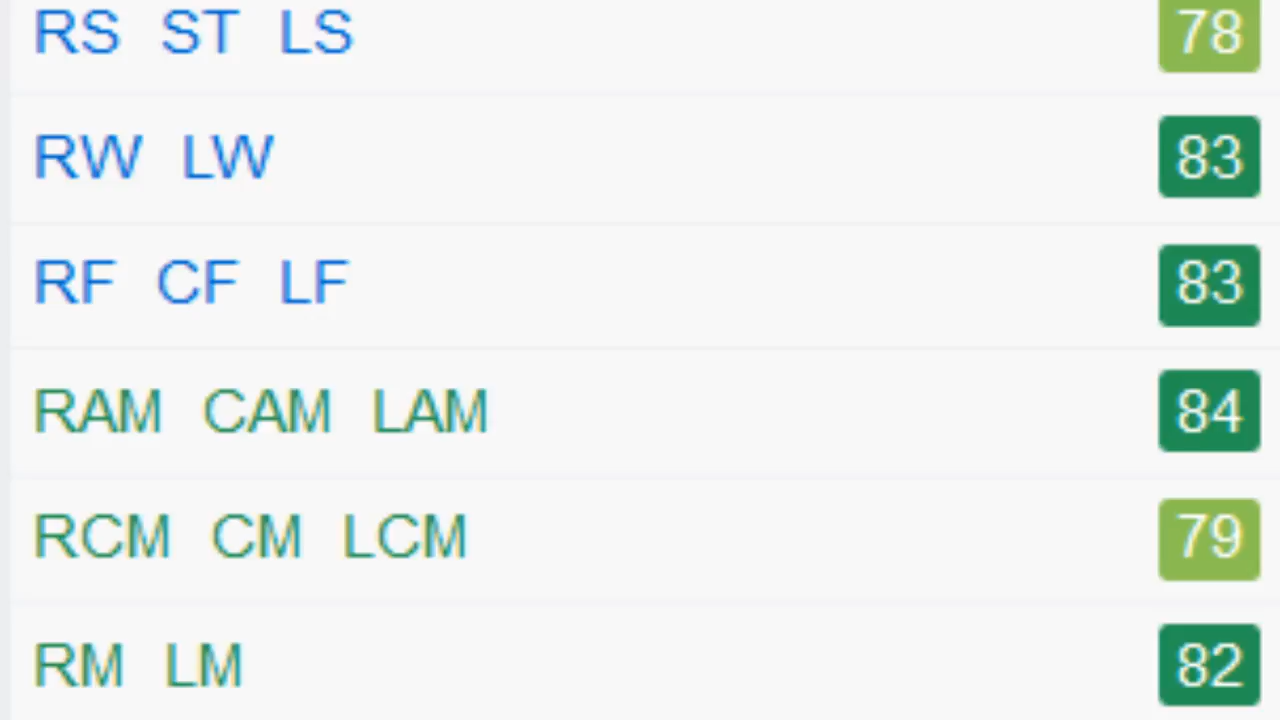 RS ST LS 78
RW LW 83
RF CF LF 83
RAM CAM LAM 84
RCM CM LCM 79
RM LM 82